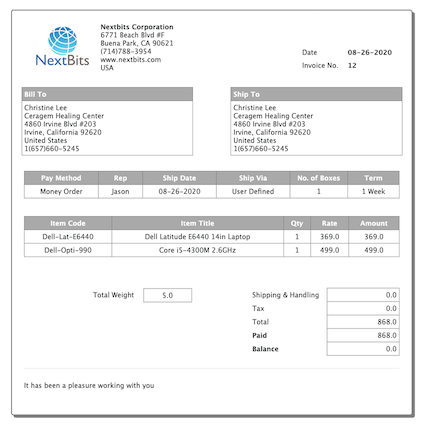 NextBits Corporation
6771 Beach Blvd #F
Buena Park, CA 90621
(714)788-3954
www.nextbits.com
USA
NextBits
Date 08-26-2020
Invoice No. 12
Bill To
Christine Lee
Ceragem Healing Center
4860 Irvine Blvd #203
Irvine, California 92620
United States
1(657)660-5245
Ship To
Christine Lee
Ceragem Healing Center
4860 Irvine Blvd #203
Irvine, California 92620
United States
1(657)660-5245
Pay Method Rep Ship Date Ship Via No. of Boxes Term
Money Order Jason 08-26-2020 User Defined 1 1 Week
Item Code Item Title Qty Rate Amount
Dell-Lat-E6440 Dell Latitude E6440 14in Laptop 1 369.0 369.0
Dell-Opti-990 Core i5-4300M 2.6GHz 1 499.0 499.0
Total Weight 5.0
Shipping & Handling 0.0
Tax 0.0
Total 868.0
Paid 868.0
Balance 0.0
It has been a pleasure working with you